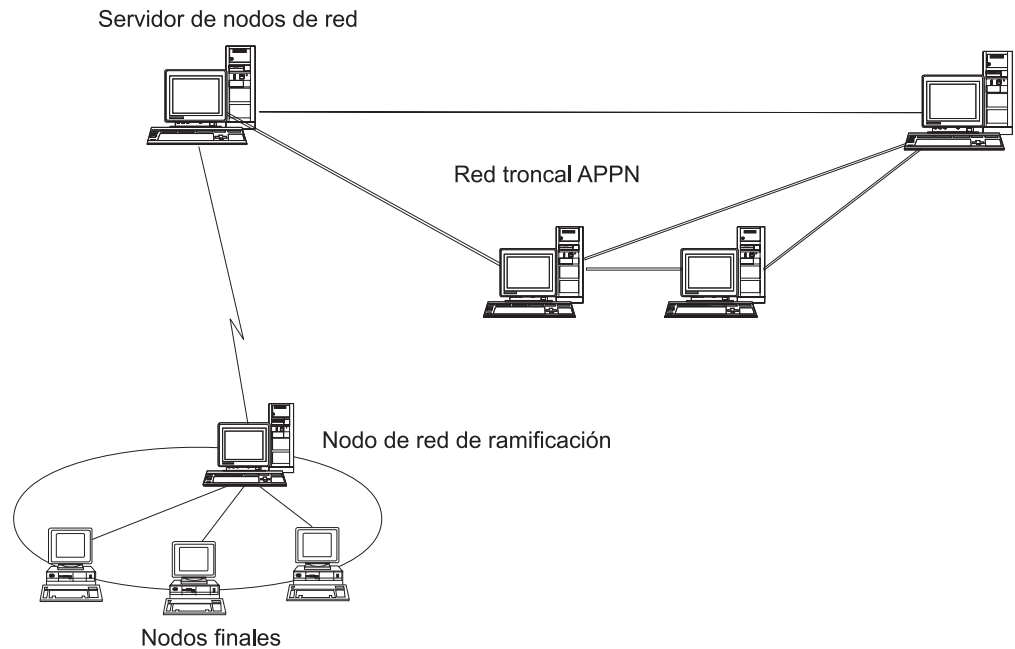 Servidor de nodos de red
Red troncal APPN
Nodo de red de ramificación
Nodos finales